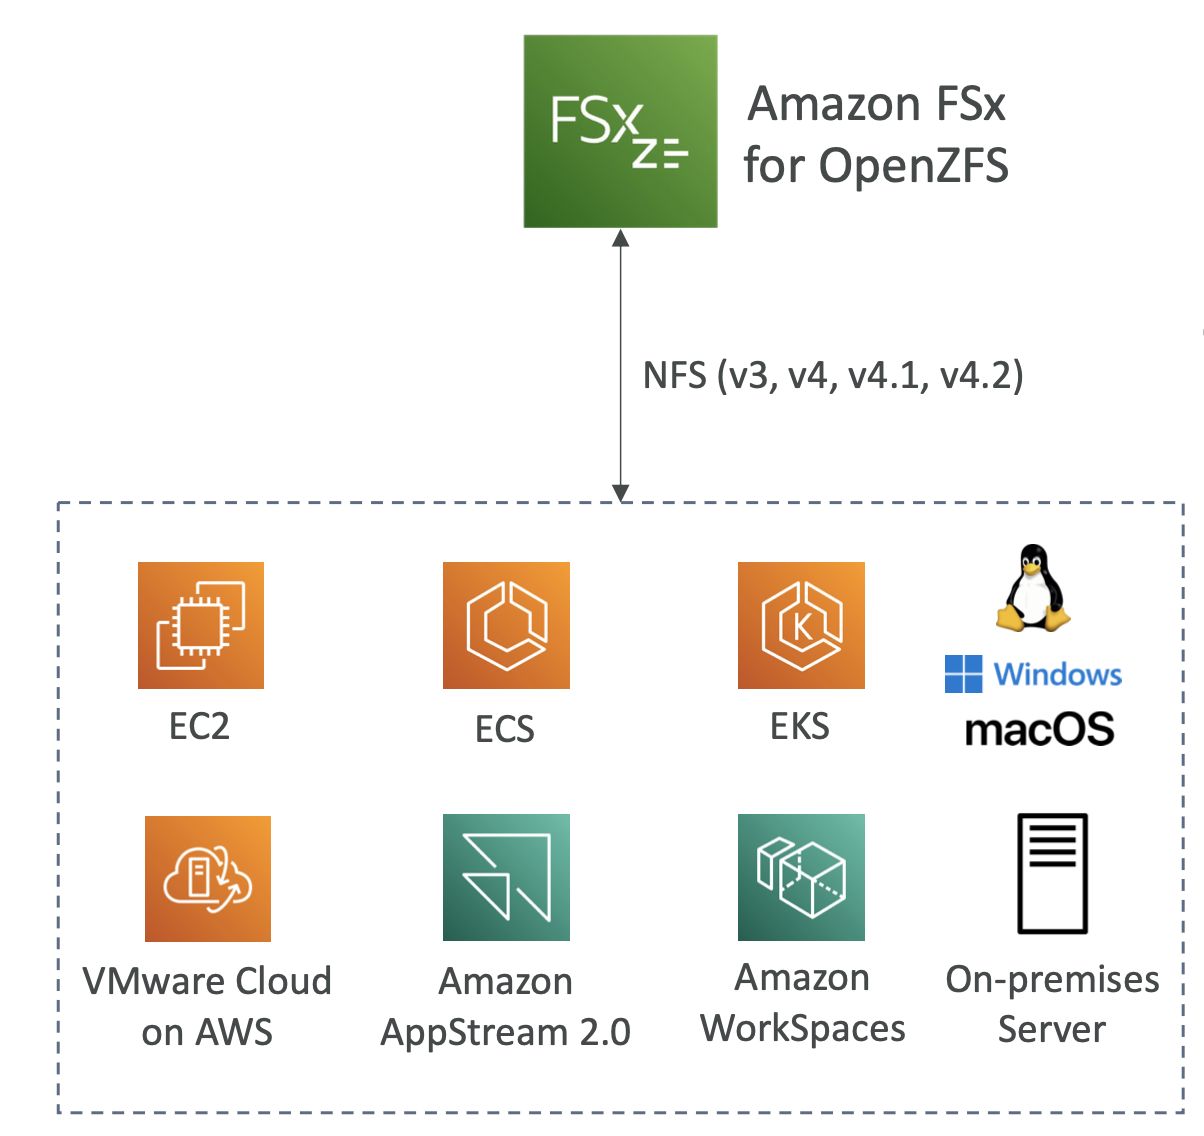 FSx
Z
Amazon FSx
for OpenZFS
NFS (v3, v4, v4.1, v4.2)
EC2
ECS
K
EKS
Windows
macOS
VMware Cloud
on AWS
Amazon
AppStream 2.0
Amazon
WorkSpaces
On-premises
Server